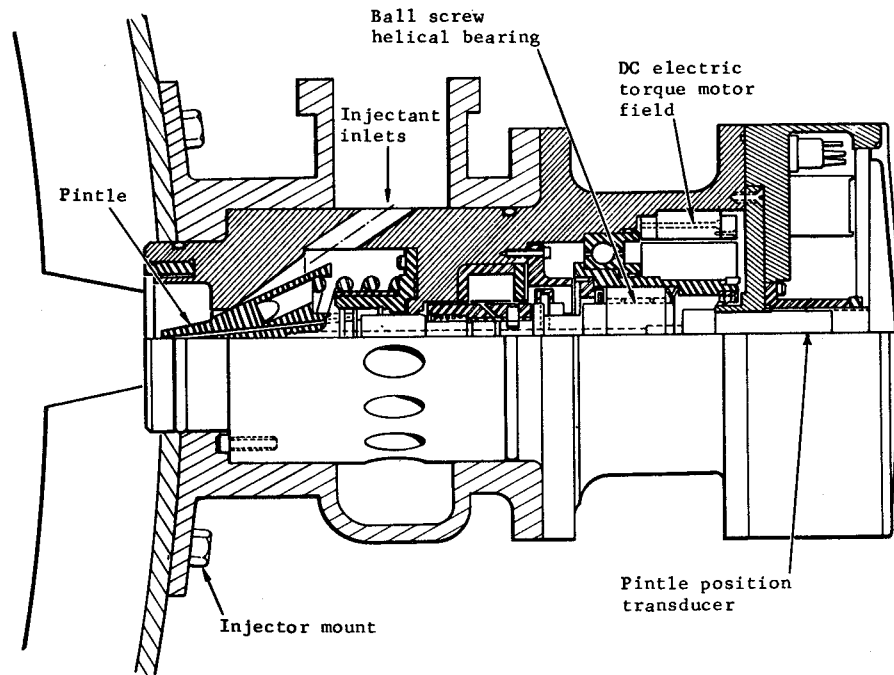 Ball screw
helical bearing
DC electric
torque motor
field
Injectant
inlets
Pintle
Pintle position
transducer
Injector mount